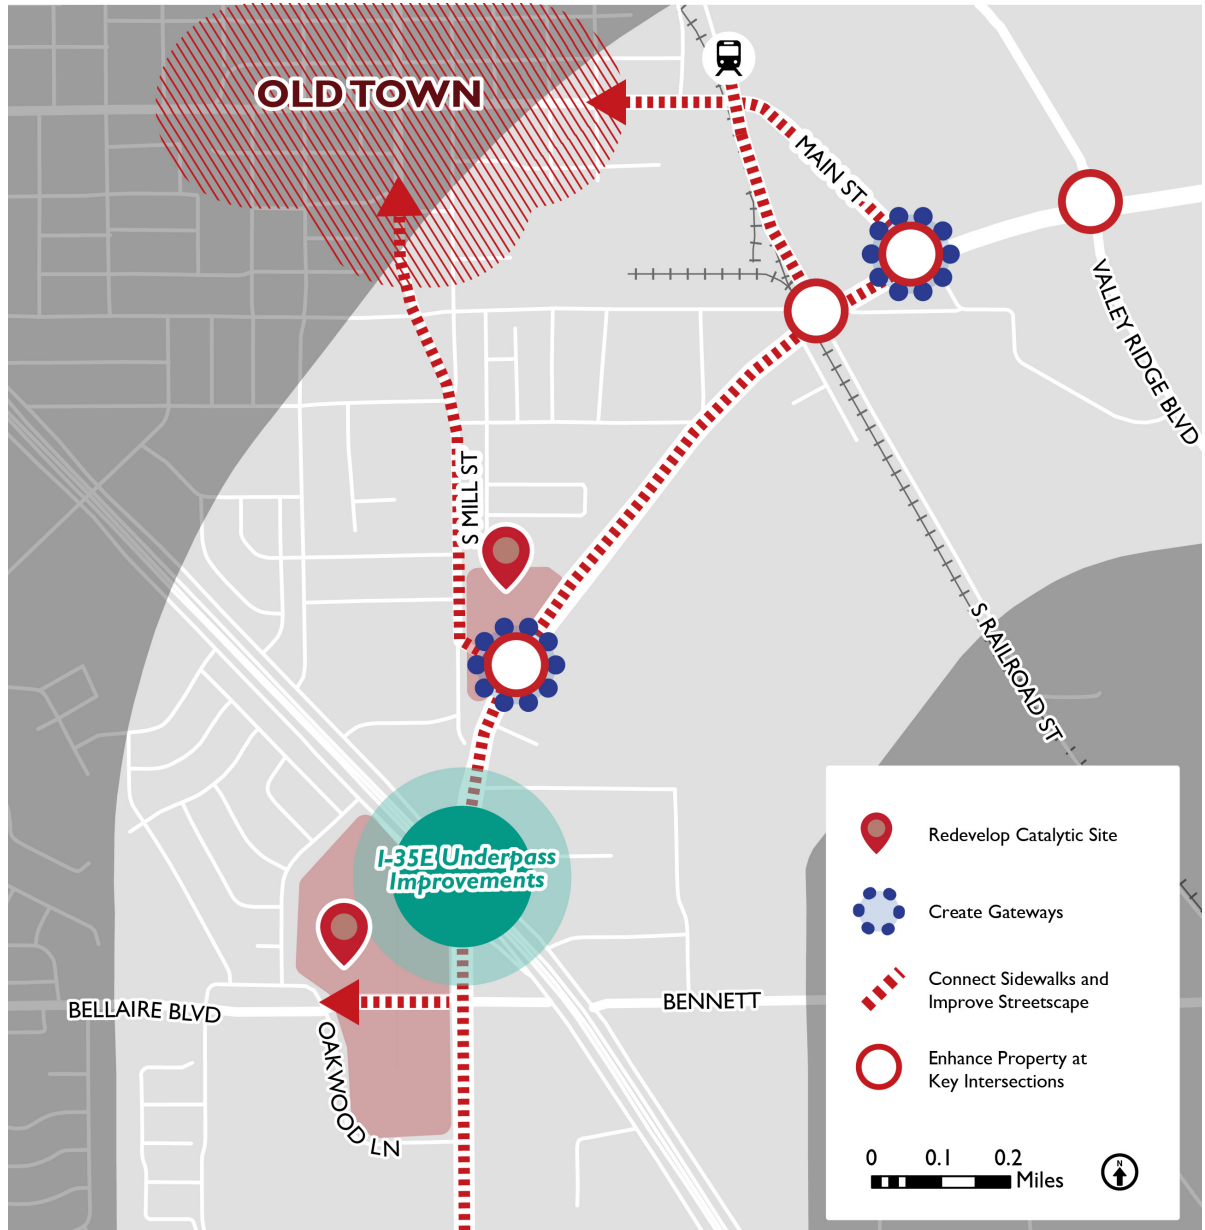 OLD TOWN
MAIN ST
VALLEY RIDGE BLVD
S MILL ST
S RAILROAD ST
I-35E Underpass
Improvements
BELLAIRE BLVD
BENNETT
OAKWOOD LN
Redevelop Catalytic Site
Create Gateways
Connect Sidewalks and
Improve Streetscape
Enhance Property at
Key Intersections
0 0.1 0.2
Miles
N